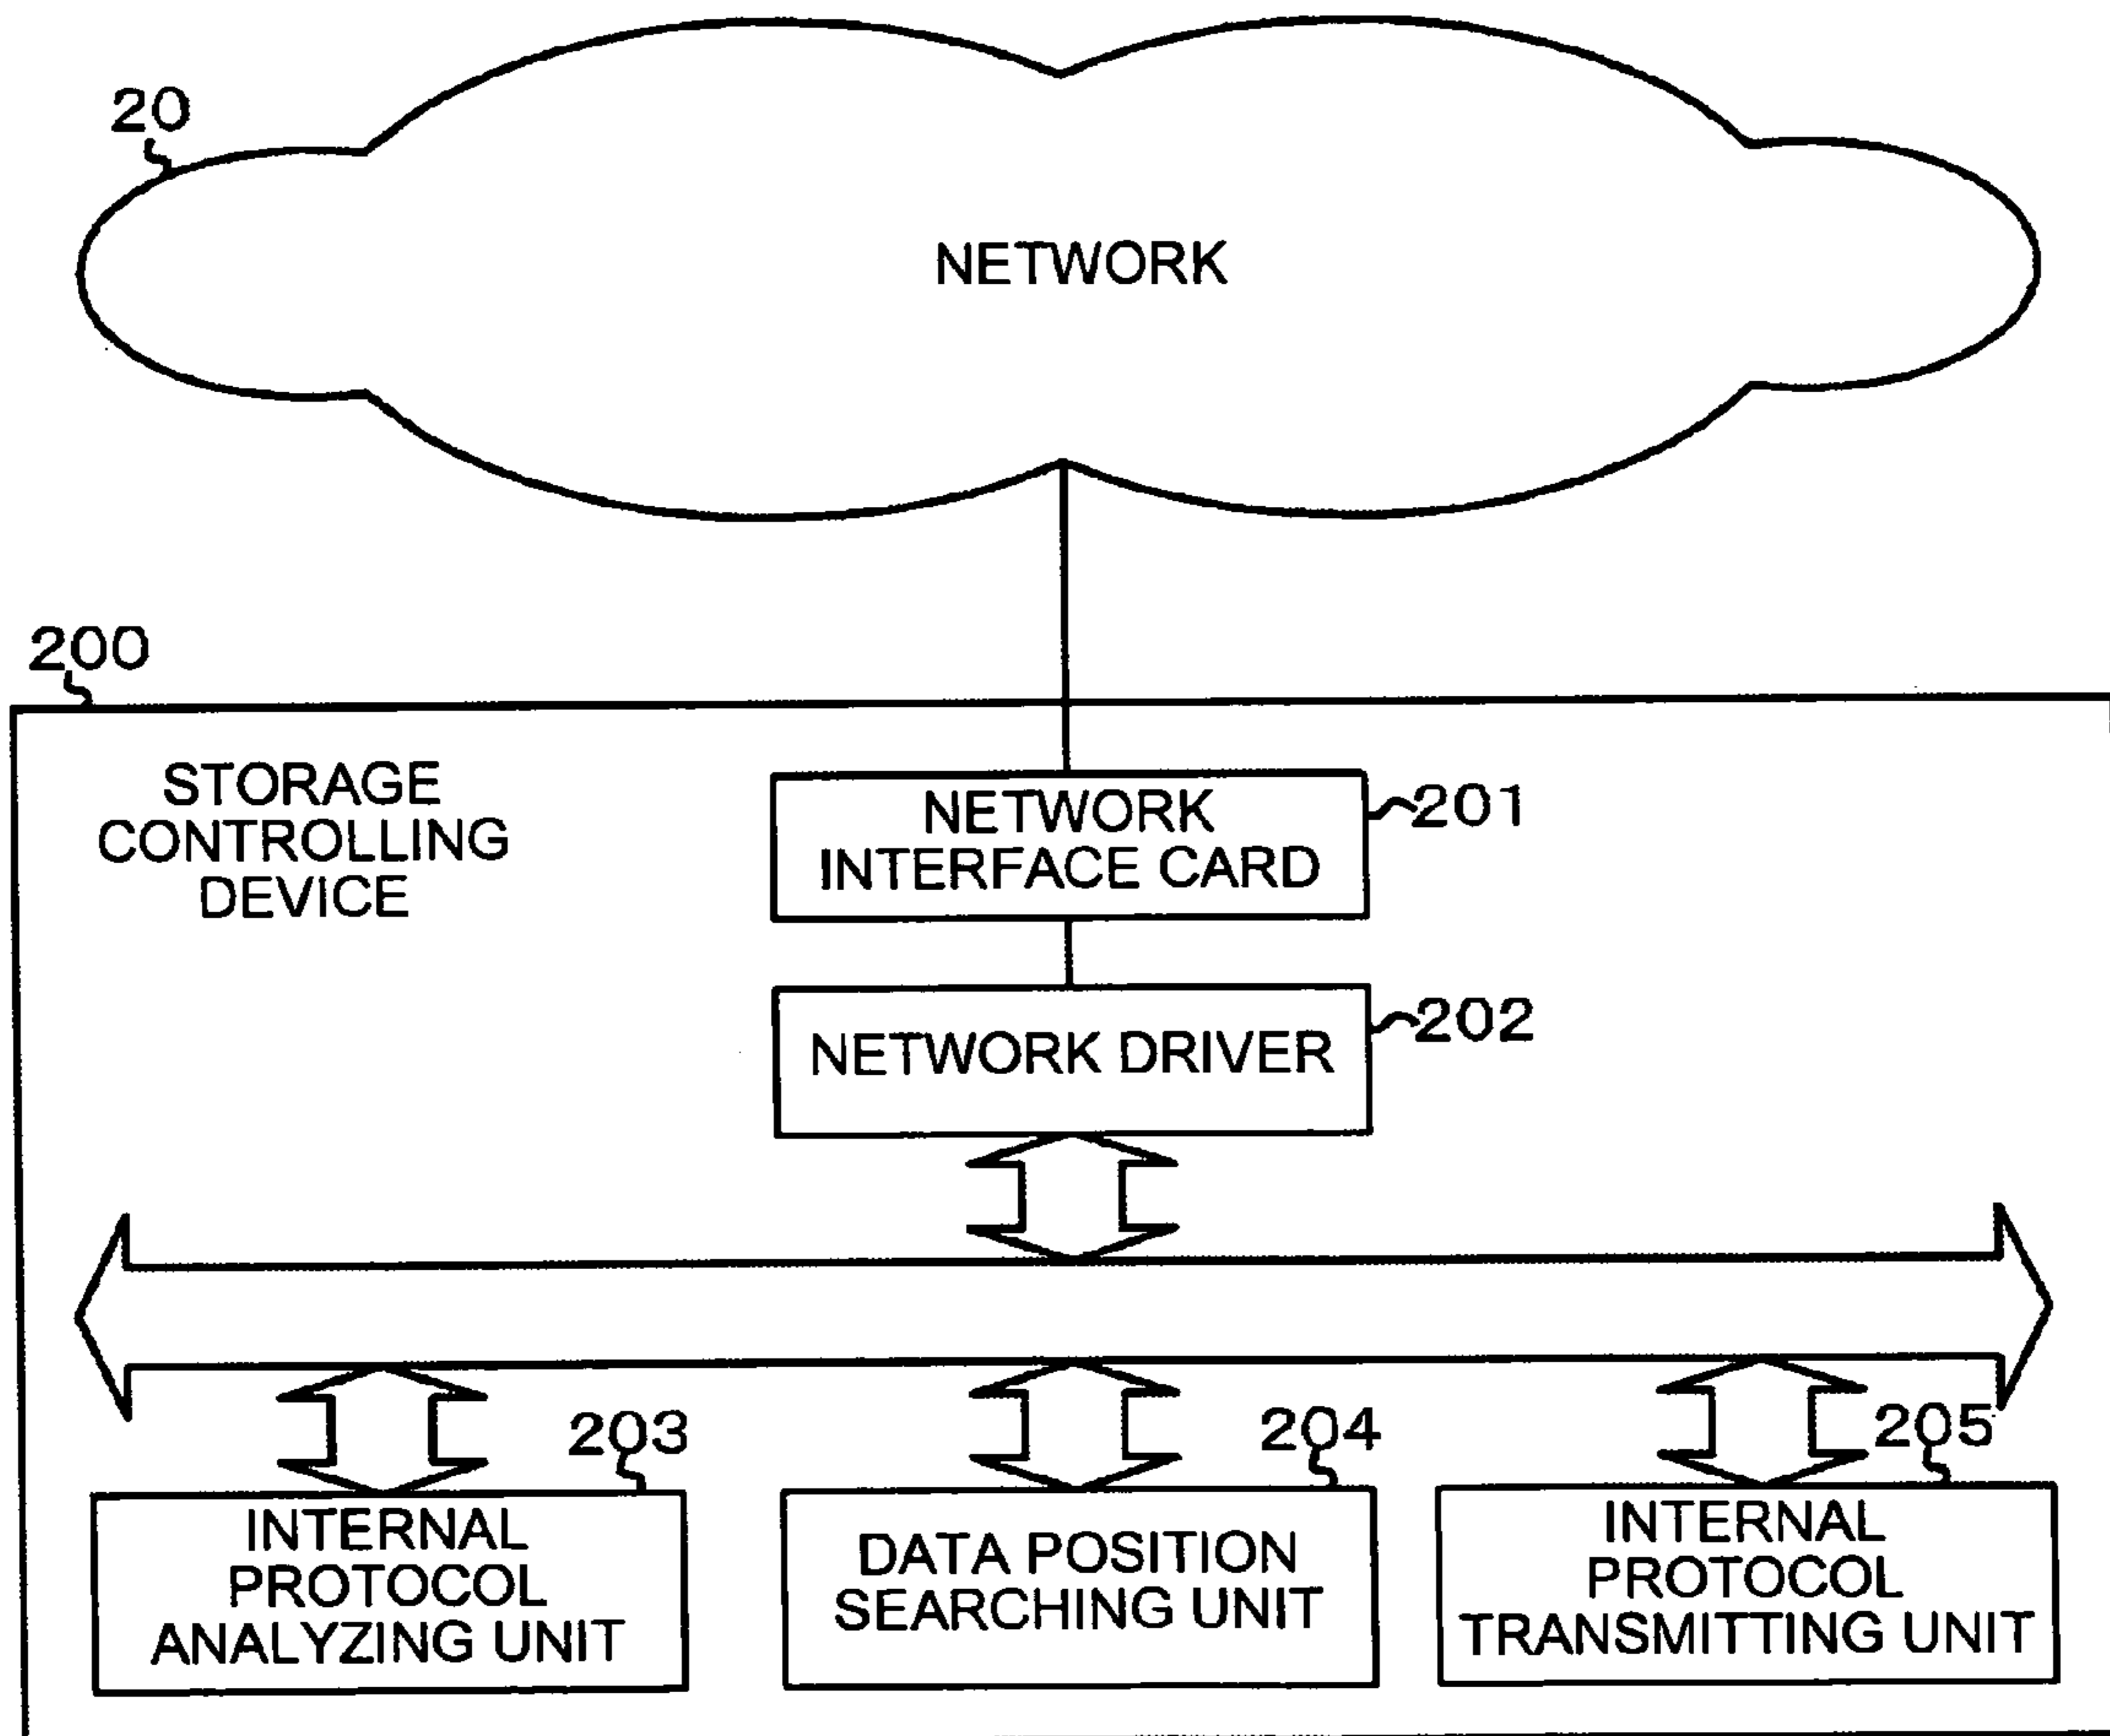 20
NETWORK
200
STORAGE
CONTROLLING
DEVICE
NETWORK
INTERFACE CARD
201
NETWORK DRIVER
202
203
204
205
INTERNAL
PROTOCOL
ANALYZING UNIT
DATA POSITION
SEARCHING UNIT
INTERNAL
PROTOCOL
TRANSMITTING UNIT